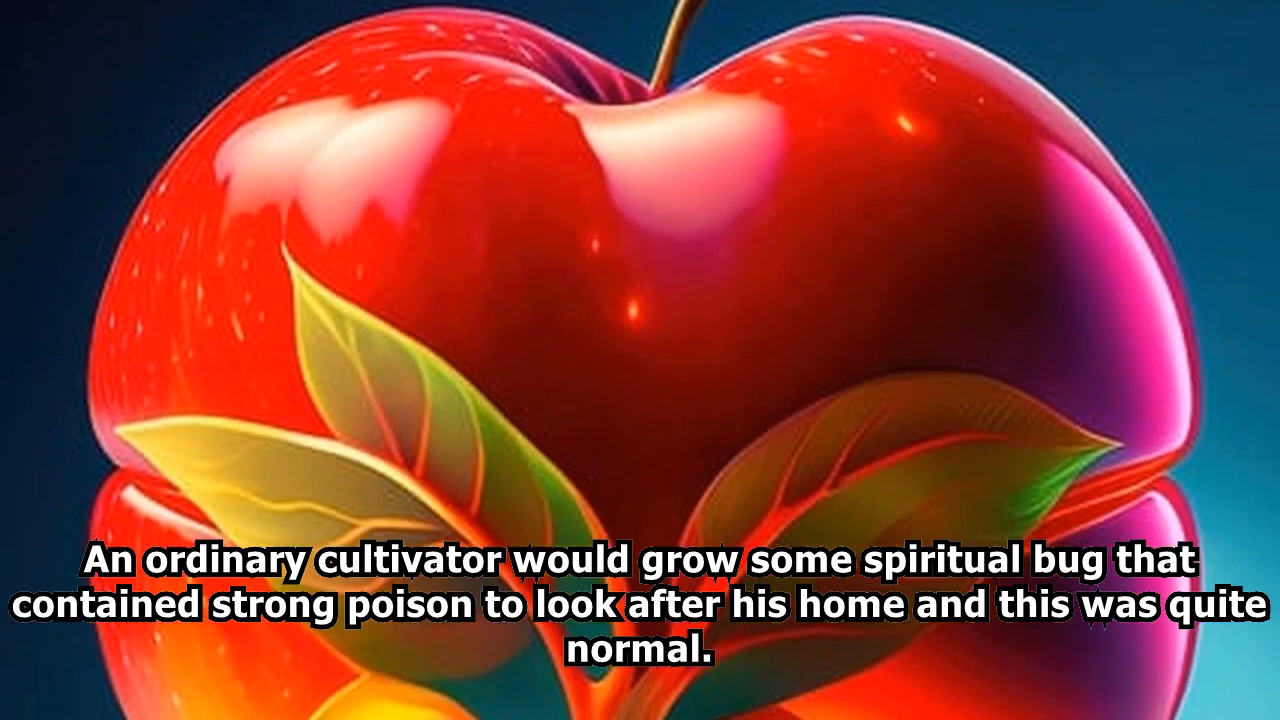 An ordinary cultivator would grow some spiritual bug that
contained strong poison to look after his home and this was quite
normal.